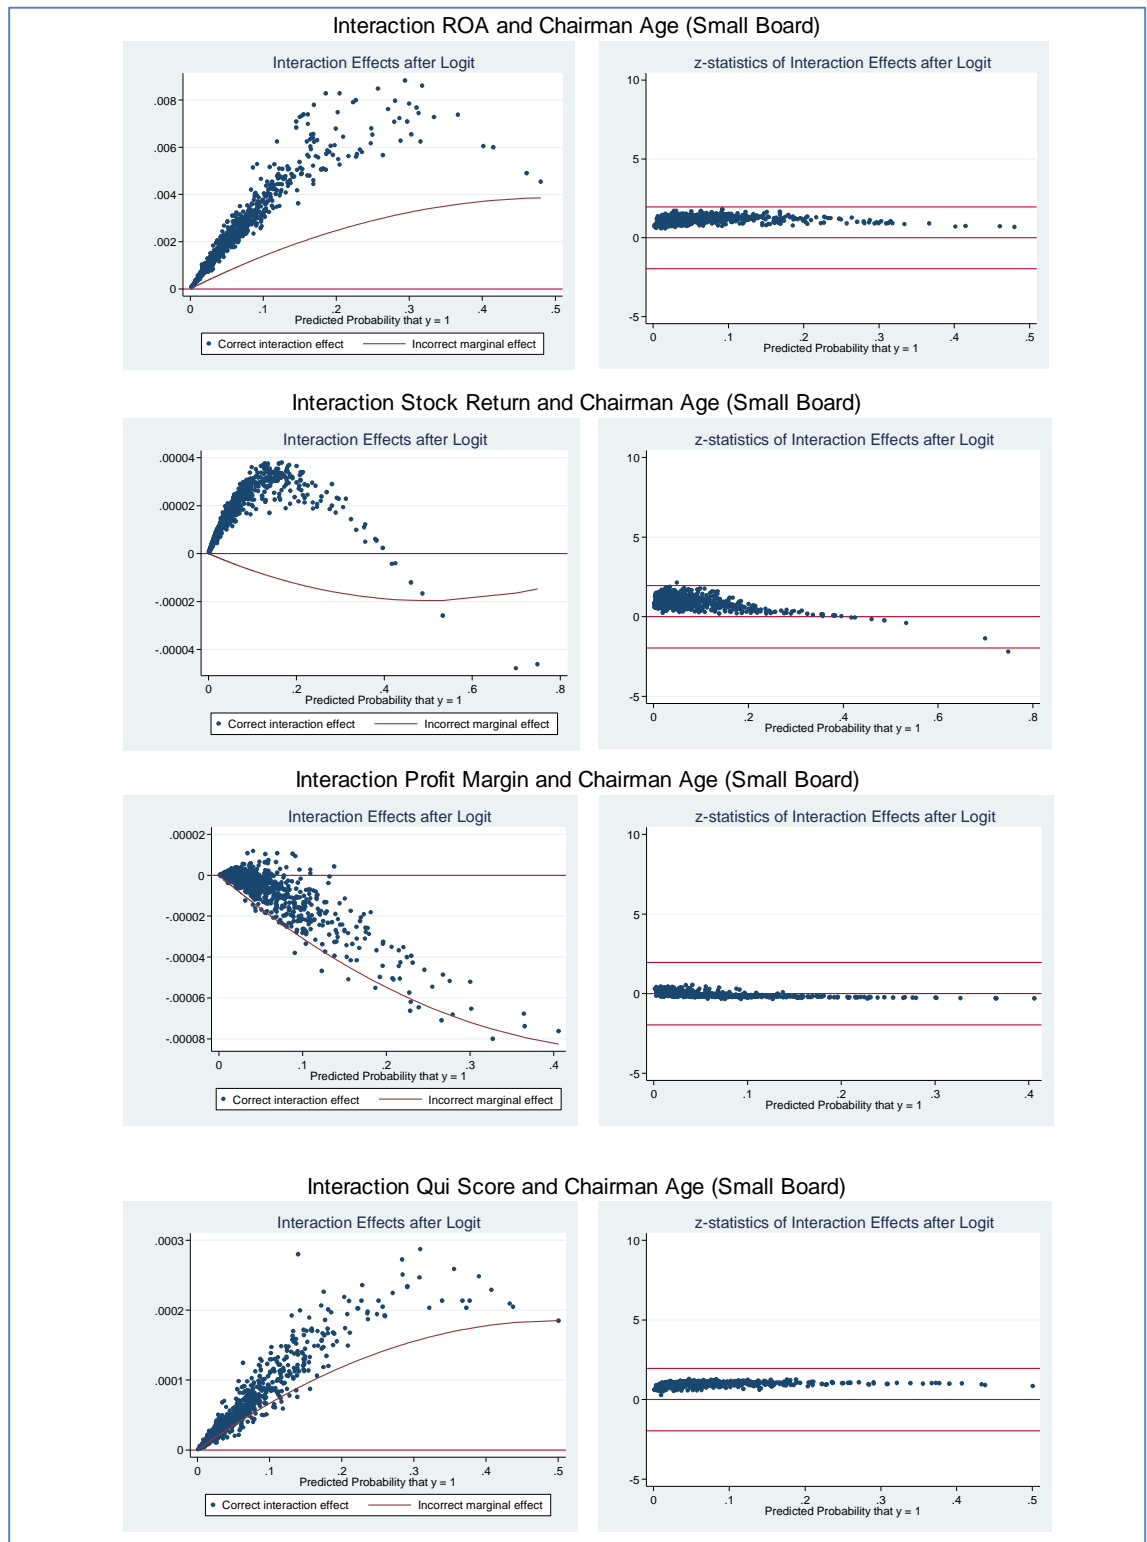 Interaction ROA and Chairman Age (Small Board)
Interaction Effects after Logit
.008
.006
.004
.002
0
0 .1 .2 .3 .4 .5
Predicted Probability that y = 1
Correct interaction effect Incorrect marginal effect
z-statistics of Interaction Effects after Logit
10
5
0
-5
0 .1 .2 .3 .4 .5
Predicted Probability that y = 1
Interaction Stock Return and Chairman Age (Small Board)
Interaction Effects after Logit
.00004
.00002
0
-.00002
-.00004
0 .2 .4 .6 .8
Predicted Probability that y = 1
Correct interaction effect Incorrect marginal effect
z-statistics of Interaction Effects after Logit
10
5
0
-5
0 .2 .4 .6 .8
Predicted Probability that y = 1
Interaction Profit Margin and Chairman Age (Small Board)
Interaction Effects after Logit
.00002
0
-.00002
-.00004
-.00006
-.00008
0 .1 .2 .3 .4
Predicted Probability that y = 1
Correct interaction effect Incorrect marginal effect
z-statistics of Interaction Effects after Logit
10
5
0
-5
0 .1 .2 .3 .4
Predicted Probability that y = 1
Interaction Qui Score and Chairman Age (Small Board)
Interaction Effects after Logit
.0003
.0002
.0001
0
0 .1 .2 .3 .4 .5
Predicted Probability that y = 1
Correct interaction effect Incorrect marginal effect
z-statistics of Interaction Effects after Logit
10
5
0
-5
0 .1 .2 .3 .4 .5
Predicted Probability that y = 1